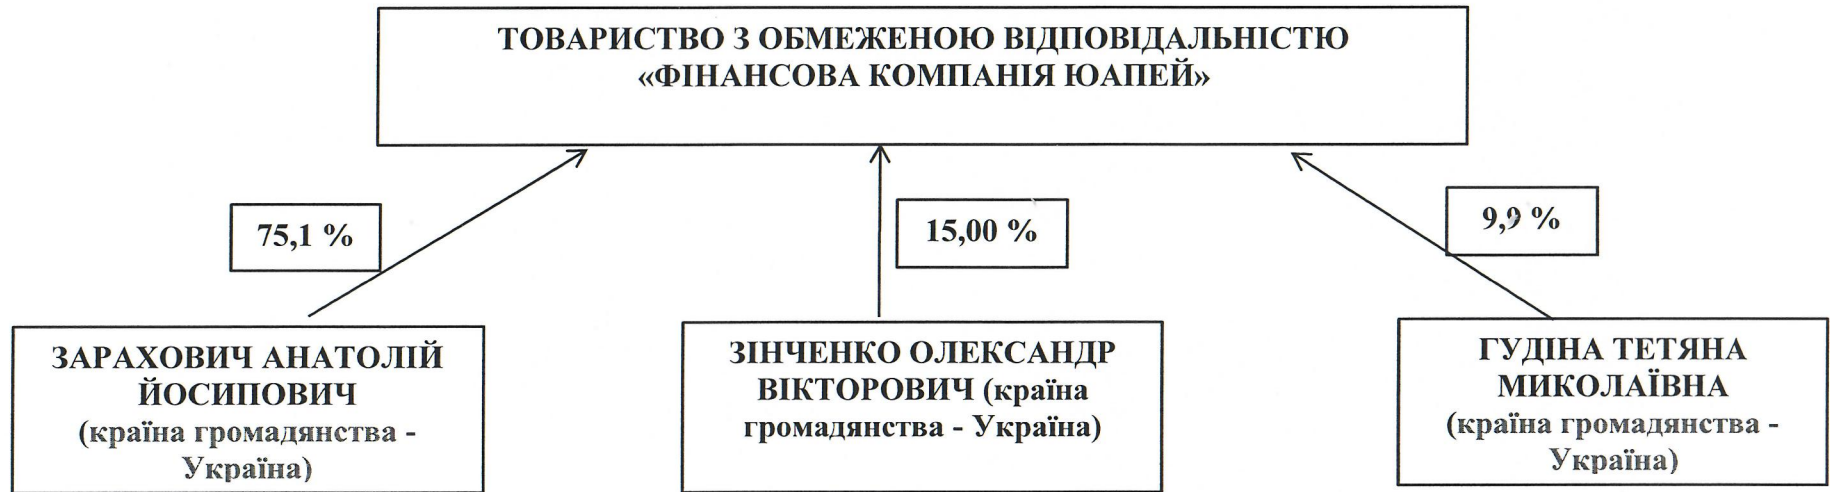 ТОВАРИСТВО З ОБМЕЖЕНОЮ ВІДПОВІДАЛЬНІСТЮ
«ФІНАНСОВА КОМПАНІЯ ЮАПЕЙ»
75,1 %
15,00 %
9,9 %
ЗАРАХОВИЧ АНАТОЛІЙ
ЙОСИПОВИЧ
(країна громадянства -
Україна)
ЗІНЧЕНКО ОЛЕКСАНДР
ВІКТОРОВИЧ (країна
громадянства - Україна)
ГУДІНА ТЕТЯНА
МИКОЛАЇВНА
(країна громадянства -
Україна)